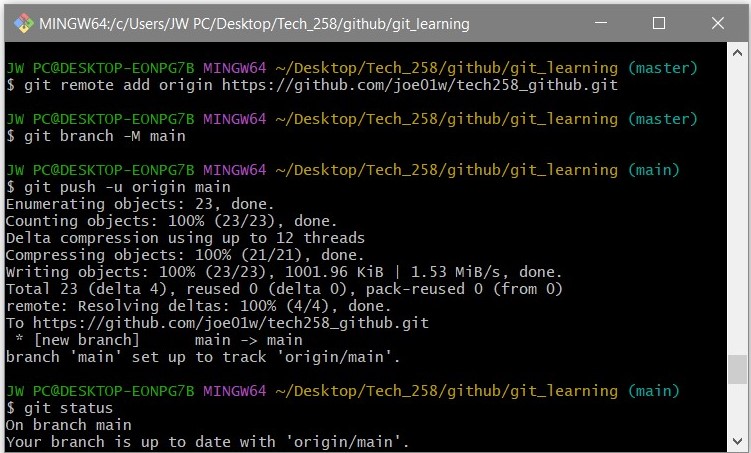 MINGW64:/c/Users/JW PC/Desktop/Tech_258/github/git_learning
JW PC@DESKTOP-EONPG7B MINGW64 ~/Desktop/Tech_258/github/git_learning (master)
$ git remote add origin https://github.com/joe01w/tech258_github.git
JW PC@DESKTOP-EONPG7B MINGW64 ~/Desktop/Tech_258/github/git_learning (master)
$ git branch -M main
JW PC@DESKTOP-EONPG7B MINGW64 ~/Desktop/Tech_258/github/git_learning (main)
$ git push -u origin main
Enumerating objects: 23, done.
Counting objects: 100% (23/23), done.
Delta compression using up to 12 threads
Compressing objects: 100% (21/21), done.
Writing objects: 100% (23/23), 1001.96 KiB | 1.53 MiB/s, done.
Total 23 (delta 4), reused 0 (delta 0), pack-reused 0 (from 0)
remote: Resolving deltas: 100% (4/4), done.
To https://github.com/joe01w/tech258_github.git
 * [new branch]      main -> main
branch 'main' set up to track 'origin/main'.
JW PC@DESKTOP-EONPG7B MINGW64 ~/Desktop/Tech_258/github/git_learning (main)
$ git status
On branch main
Your branch is up to date with 'origin/main'.